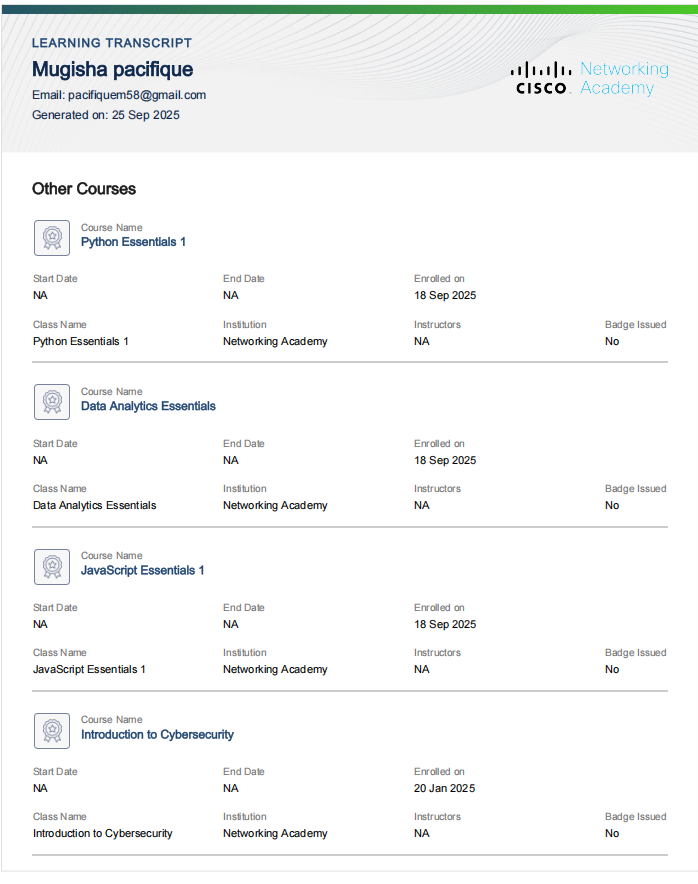 LEARNING TRANSCRIPT
Mugisha pacifique
Email: pacifiquem58@gmail.com
Generated on: 25 Sep 2025
CISCO Networking Academy
Other Courses
Course Name
Python Essentials 1
Start Date End Date Enrolled on
NA NA 18 Sep 2025
Class Name Institution Instructors Badge Issued
Python Essentials 1 Networking Academy NA No
Course Name
Data Analytics Essentials
Start Date End Date Enrolled on
NA NA 18 Sep 2025
Class Name Institution Instructors Badge Issued
Data Analytics Essentials Networking Academy NA No
Course Name
JavaScript Essentials 1
Start Date End Date Enrolled on
NA NA 18 Sep 2025
Class Name Institution Instructors Badge Issued
JavaScript Essentials 1 Networking Academy NA No
Course Name
Introduction to Cybersecurity
Start Date End Date Enrolled on
NA NA 20 Jan 2025
Class Name Institution Instructors Badge Issued
Introduction to Cybersecurity Networking Academy NA No